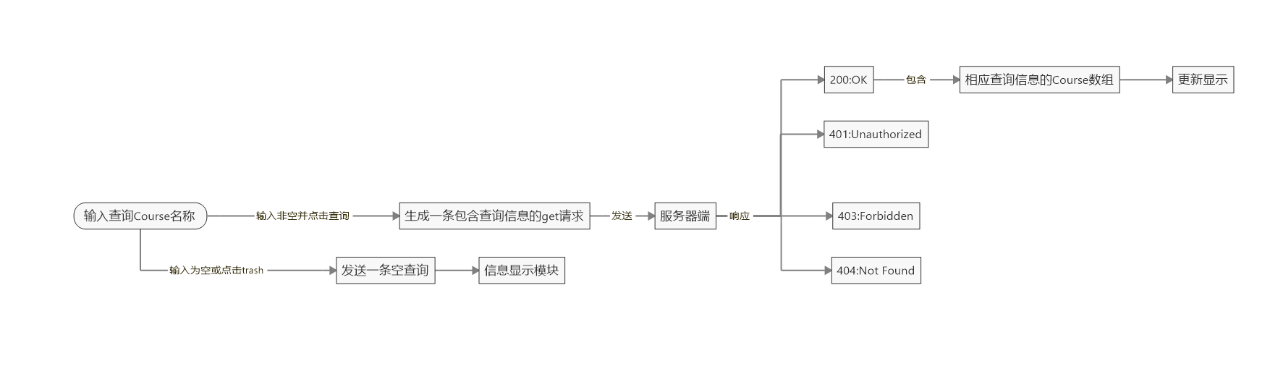 200:OK
包含
相应查询信息的Course数组
更新显示
401:Unauthorized
输入查询Course名称
输入非空并点击查询
生成一条包含查询信息的get请求
发送
服务器端
响应
403:Forbidden
输入为空或点击trash
发送一条空查询
信息显示模块
404:Not Found